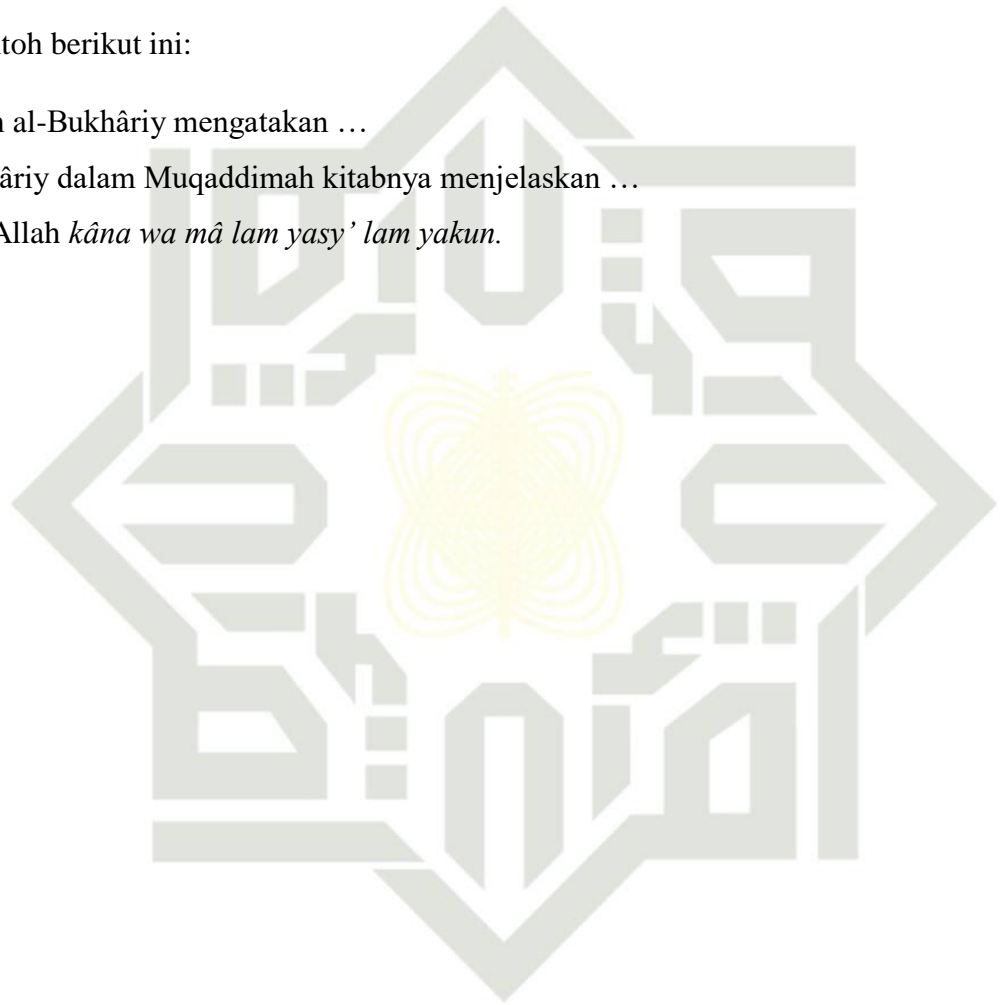 toh berikut ini:
al-Bukhâriy mengatakan …
âriy dalam Muqaddimah kitabnya menjelaskan …
Allah kâna wa mâ lam yasy’ lam yakun.